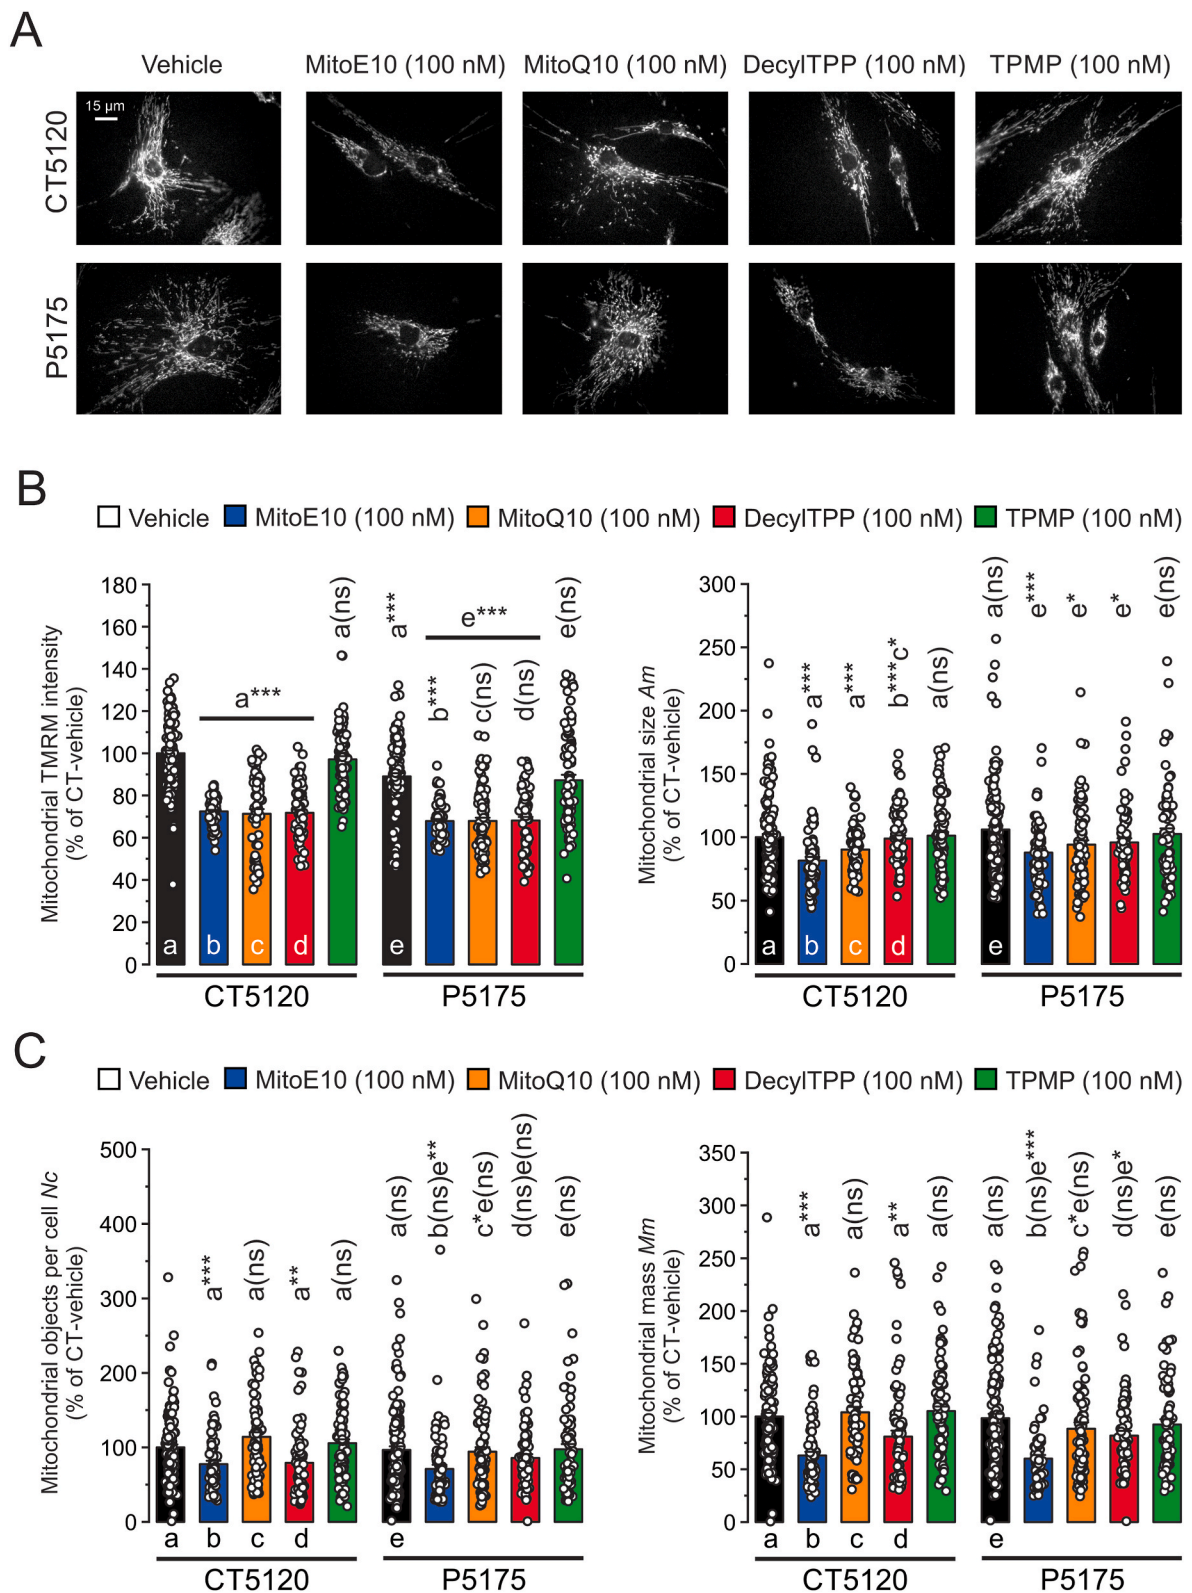 A
Vehicle MitoE10 (100 nM) MitoQ10 (100 nM) DecylTPP (100 nM) TPMP (100 nM)
15 µm
CT5120
P5175
B
Vehicle MitoE10 (100 nM) MitoQ10 (100 nM) DecylTPP (100 nM) TPMP (100 nM)
Mitochondrial TMRM intensity
(% of CT-vehicle)
180
160
140
120
100
80
60
40
20
0
a***
a(ns)
a***
e***
b***
c(ns)
d(ns)
e(ns)
a b c d e
CT5120 P5175
Mitochondrial size Am
(% of CT-vehicle)
300
250
200
150
100
50
0
a***
a***
b***c*
a(ns)
a(ns)
e***
e*
e*
e(ns)
a b c d e
CT5120 P5175
C
Vehicle MitoE10 (100 nM) MitoQ10 (100 nM) DecylTPP (100 nM) TPMP (100 nM)
Mitochondrial objects per cell Nc
(% of CT-vehicle)
500
400
300
200
100
0
a***
a(ns)
a**
a(ns)
a(ns)
b(ns)e**
c*e(ns)
d(ns)e(ns)
e(ns)
a b c d e
CT5120 P5175
Mitochondrial mass Mm
(% of CT-vehicle)
350
300
250
200
150
100
50
0
a***
a(ns)
a**
a(ns)
a(ns)
b(ns)e***
c*e(ns)
d(ns)e*
e(ns)
a b c d e
CT5120 P5175